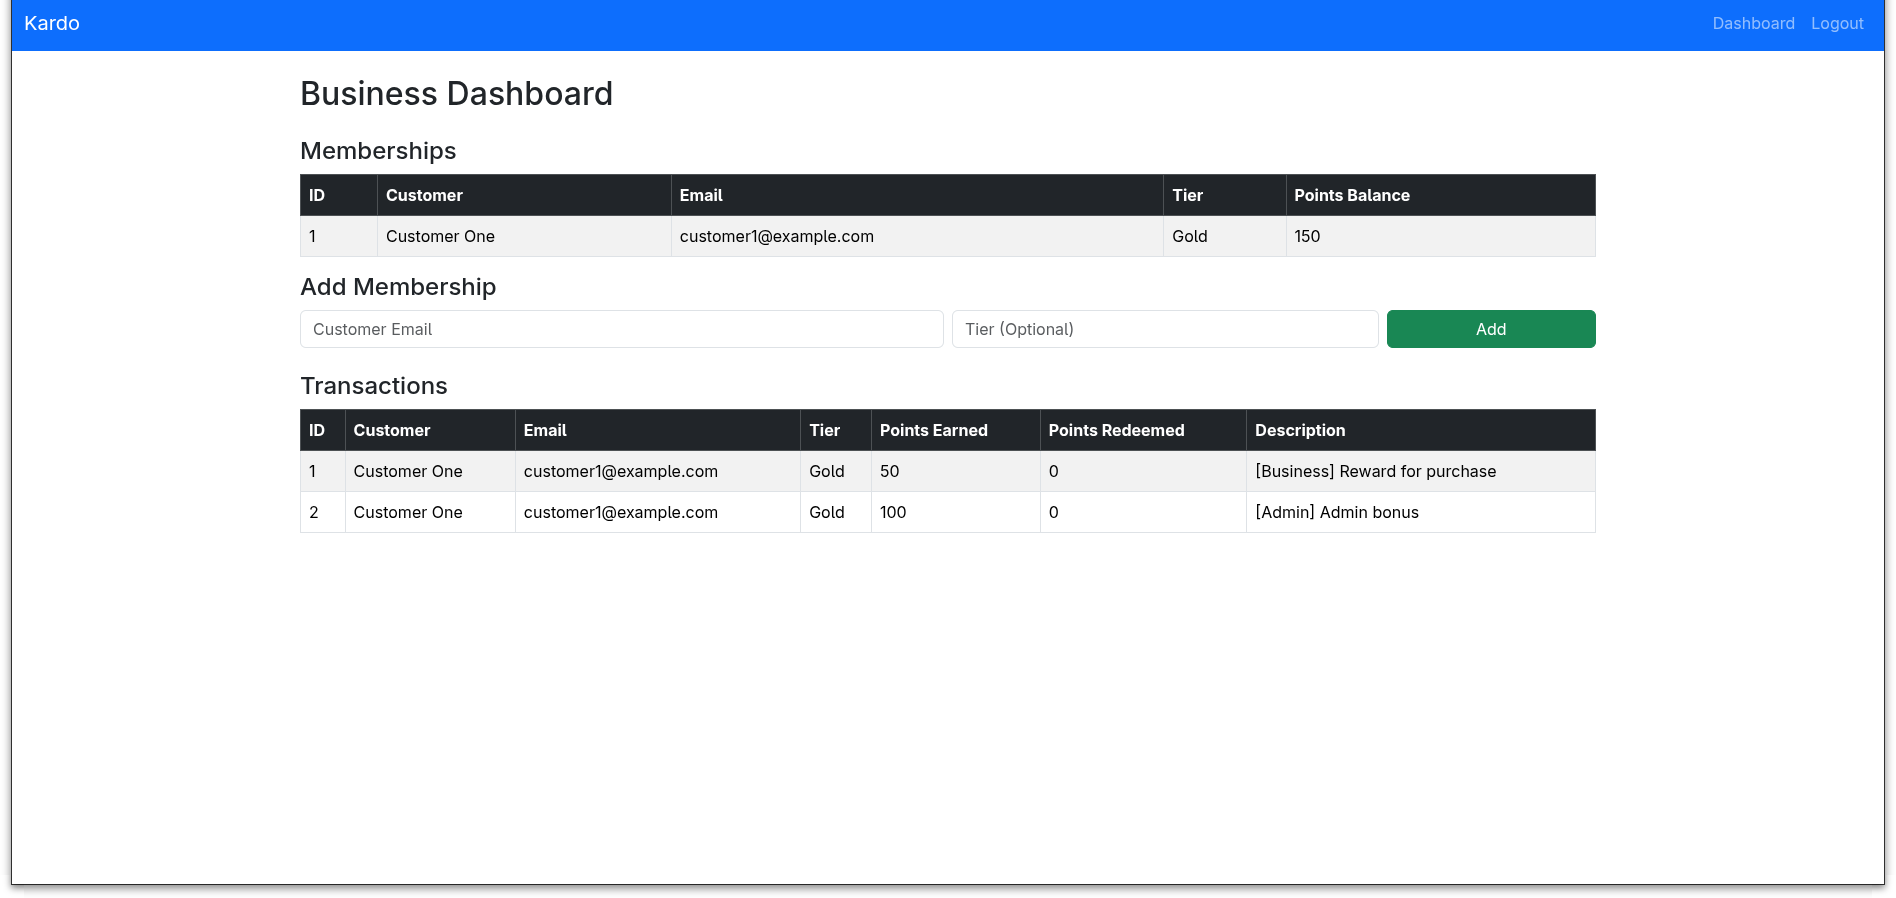 Kardo Dashboard Logout
Business Dashboard
Memberships
ID Customer Email Tier Points Balance
1 Customer One customer1@example.com Gold 150
Add Membership
Customer Email Tier (Optional) Add
Transactions
ID Customer Email Tier Points Earned Points Redeemed Description
1 Customer One customer1@example.com Gold 50 0 [Business] Reward for purchase
2 Customer One customer1@example.com Gold 100 0 [Admin] Admin bonus